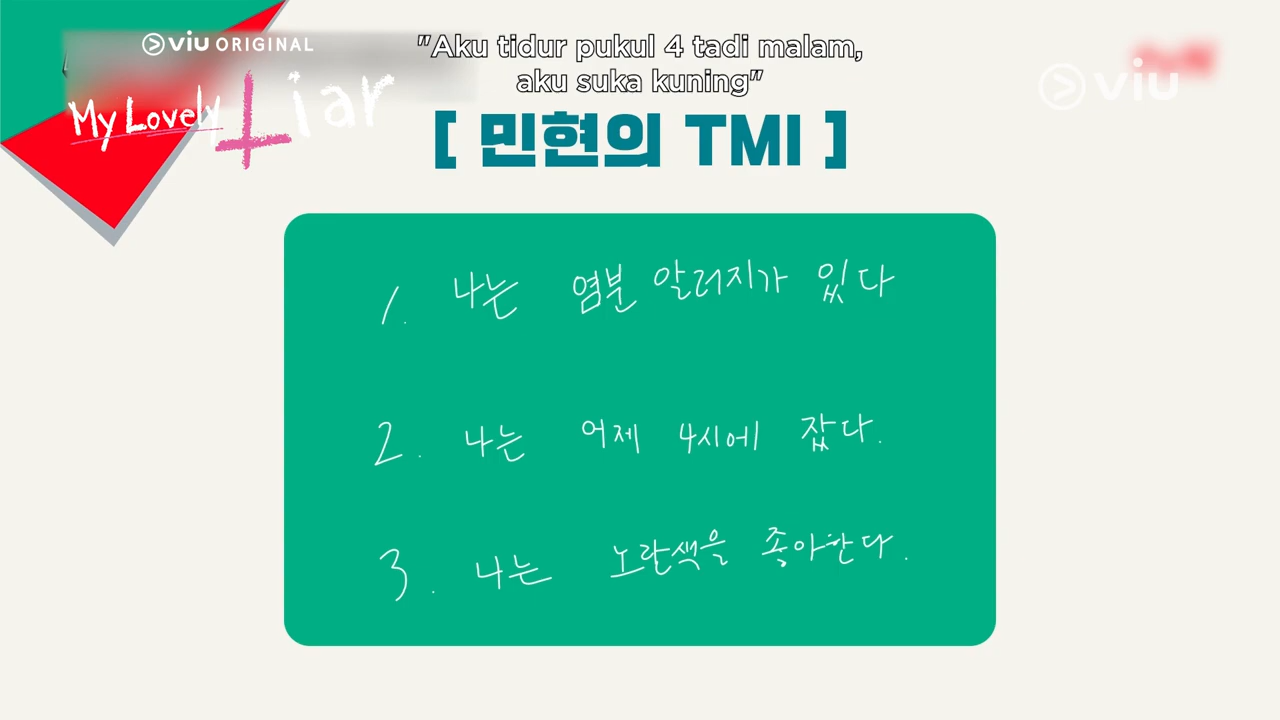 viu ORIGINAL
My Lovely Liar
"Aku tidur pukul 4 tadi malam,
aku suka kuning"
viu
[ 민현의 TMI ]
1. 나는 염분 알러지가 있다
2. 나는 어제 4시에 잤다.
3. 나는 노란색을 좋아한다.